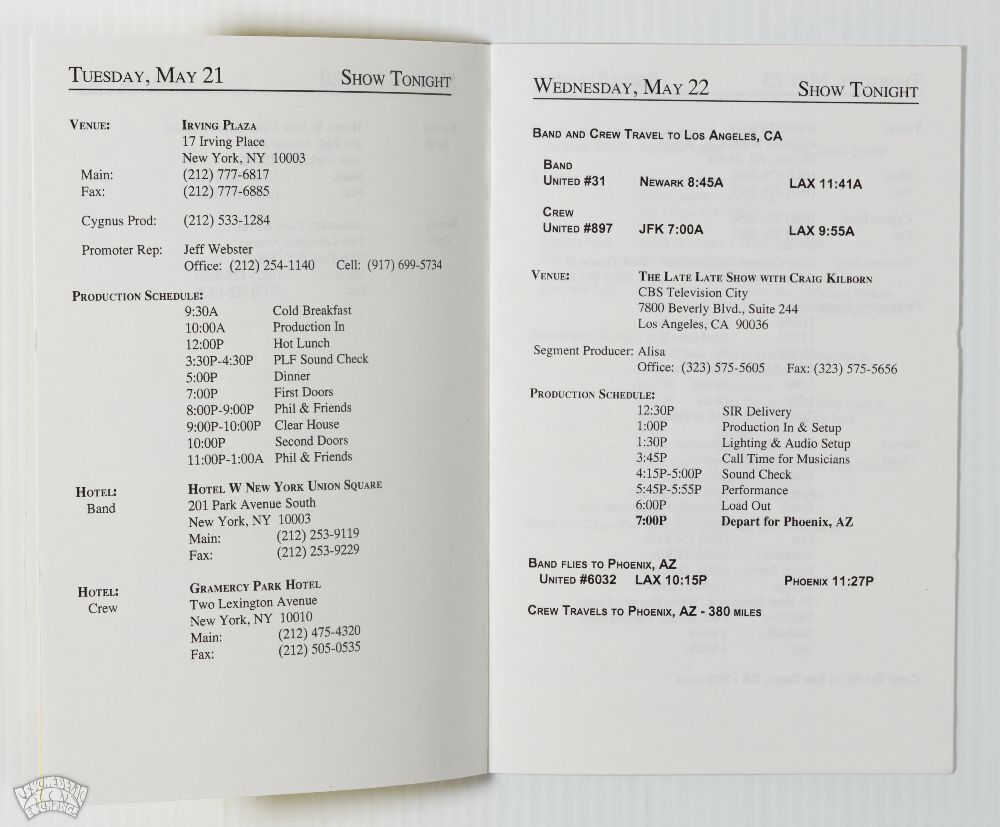 TUESDAY, MAY 21 SHOW TONIGHT
VENUE: IRVING PLAZA
17 Irving Place
New York, NY 10003
Main: (212) 777-6817
Fax: (212) 777-6885
Cygnus Prod: (212) 533-1284
Promoter Rep: Jeff Webster
Office: (212) 254-1140 Cell: (917) 699-5734
PRODUCTION SCHEDULE:
9:30A Cold Breakfast
10:00A Production In
12:00P Hot Lunch
3:30P-4:30P PLF Sound Check
5:00P Dinner
7:00P First Doors
8:00P-9:00P Phil & Friends
9:00P-10:00P Clear House
10:00P Second Doors
11:00P-1:00A Phil & Friends
HOTEL: HOTEL W NEW YORK UNION SQUARE
Band 201 Park Avenue South
New York, NY 10003
Main: (212) 253-9119
Fax: (212) 253-9229
HOTEL: GRAMERCY PARK HOTEL
Crew Two Lexington Avenue
New York, NY 10010
Main: (212) 475-4320
Fax: (212) 505-0535
WEDNESDAY, MAY 22 SHOW TONIGHT
BAND AND CREW TRAVEL TO LOS ANGELES, CA
BAND
UNITED #31 NEWARK 8:45A LAX 11:41A
CREW
UNITED #897 JFK 7:00A LAX 9:55A
VENUE: THE LATE LATE SHOW WITH CRAIG KILBORN
CBS Television City
7800 Beverly Blvd., Suite 244
Los Angeles, CA 90036
Segment Producer: Alisa
Office: (323) 575-5605 Fax: (323) 575-5656
PRODUCTION SCHEDULE:
12:30P SIR Delivery
1:00P Production In & Setup
1:30P Lighting & Audio Setup
3:45P Call Time for Musicians
4:15P-5:00P Sound Check
5:45P-5:55P Performance
6:00P Load Out
7:00P Depart for Phoenix, AZ
BAND FLIES TO PHOENIX, AZ
UNITED #6032 LAX 10:15P PHOENIX 11:27P
CREW TRAVELS TO PHOENIX, AZ - 380 MILES